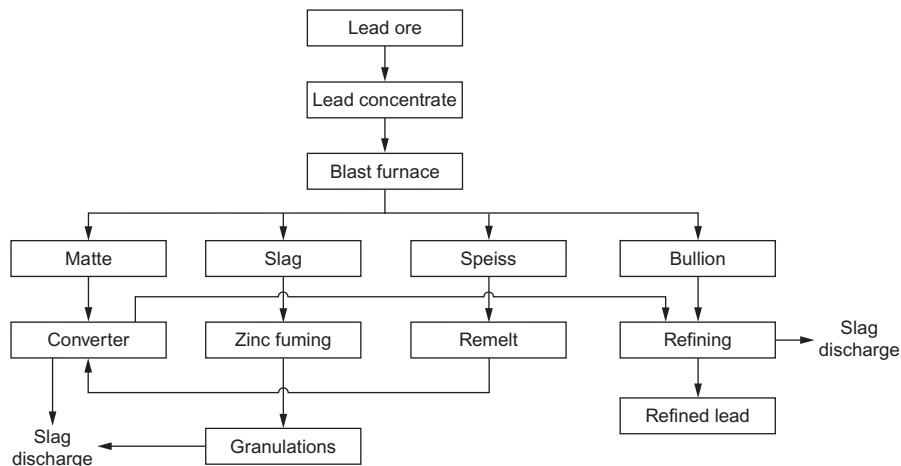 Lead ore
Lead concentrate
Blast furnace
Matte
Slag
Speiss
Bullion
Converter
Zinc fuming
Remelt
Refining
Slag
discharge
Refined lead
Slag
discharge
Granulations